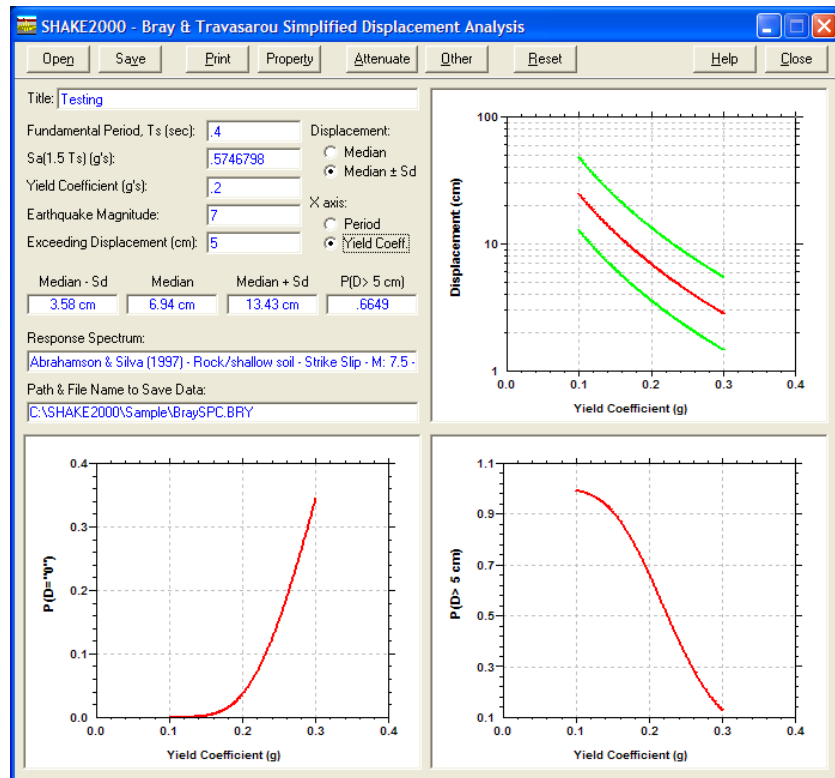 SHAKE2000 - Bray & Travasarou Simplified Displacement Analysis
Open Save Print Property Attenuate Other Reset Help Close
Title: Testing
Fundamental Period, Ts (sec): .4
Sa(1.5 Ts) (g's): .5746798
Yield Coefficient (g's): .2
Earthquake Magnitude: 7
Exceeding Displacement (cm): 5
Displacement:
Median
Median ± Sd
X axis:
Period
Yield Coeff.
Median - Sd Median Median + Sd P(D> 5 cm)
3.58 cm 6.94 cm 13.43 cm .6649
Response Spectrum:
Abrahamson & Silva (1997) - Rock/shallow soil - Strike Slip - M: 7.5 -
Path & File Name to Save Data:
C:\SHAKE2000\Sample\BraySPC.BRY
Displacement (cm)
100
10
1
0.0 0.1 0.2 0.3 0.4
Yield Coefficient (g)
P(D="0")
0.4
0.3
0.2
0.1
0.0
0.0 0.1 0.2 0.3 0.4
Yield Coefficient (g)
P(D> 5 cm)
1.1
0.9
0.7
0.5
0.3
0.1
0.0 0.1 0.2 0.3 0.4
Yield Coefficient (g)